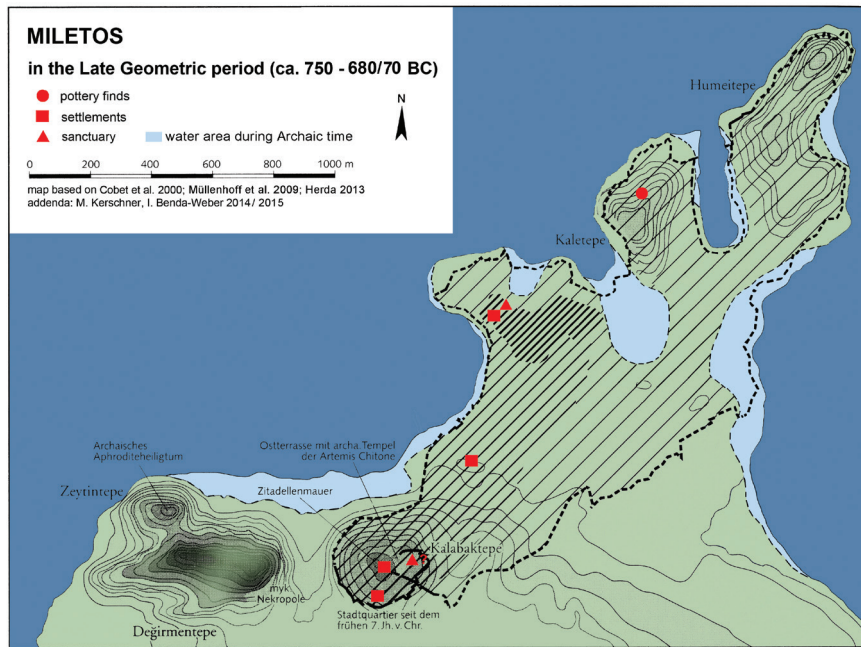 MILETOS
in the Late Geometric period (ca. 750 - 680/70 BC)
pottery finds
settlements
sanctuary
water area during Archaic time
N
0 200 400 600 800 1000 m
map based on Cobet et al. 2000; Müllenhoff et al. 2009; Herda 2013
addenda: M. Kerschner, I. Benda-Weber 2014/ 2015
Humeitepe
Kaletepe
Archaisches
Aphroditeheiligtum
Ostterrasse mit archa. Tempel
der Artemis Chitone
Zeytintepe
Zitadellenmauer
Kalabaktepe
myk.
Nekropole
Stadtquartier seit dem
frühen 7. Jh. v. Chr.
Değirmentepe